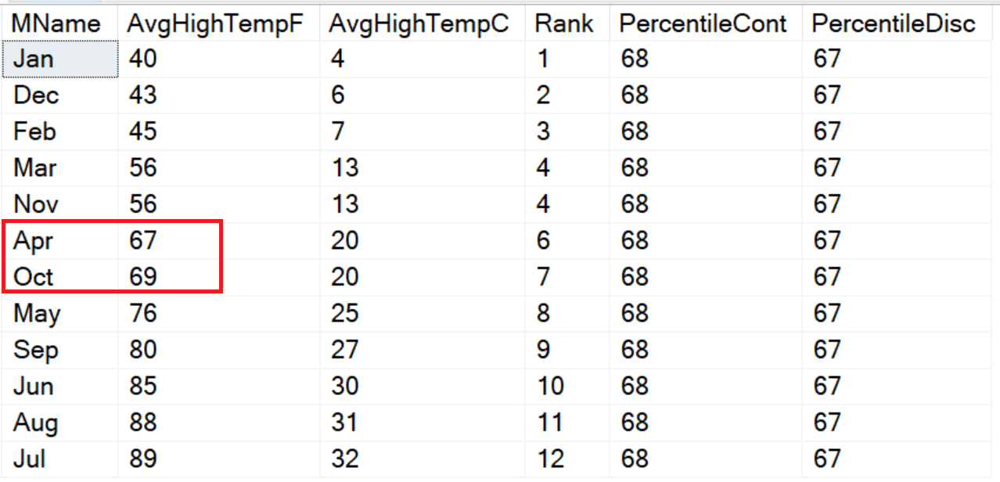 MName AvgHighTempF AvgHighTempC Rank PercentileCont PercentileDisc
Jan 40 4 1 68 67
Dec 43 6 2 68 67
Feb 45 7 3 68 67
Mar 56 13 4 68 67
Nov 56 13 4 68 67
Apr 67 20 6 68 67
Oct 69 20 7 68 67
May 76 25 8 68 67
Sep 80 27 9 68 67
Jun 85 30 10 68 67
Aug 88 31 11 68 67
Jul 89 32 12 68 67